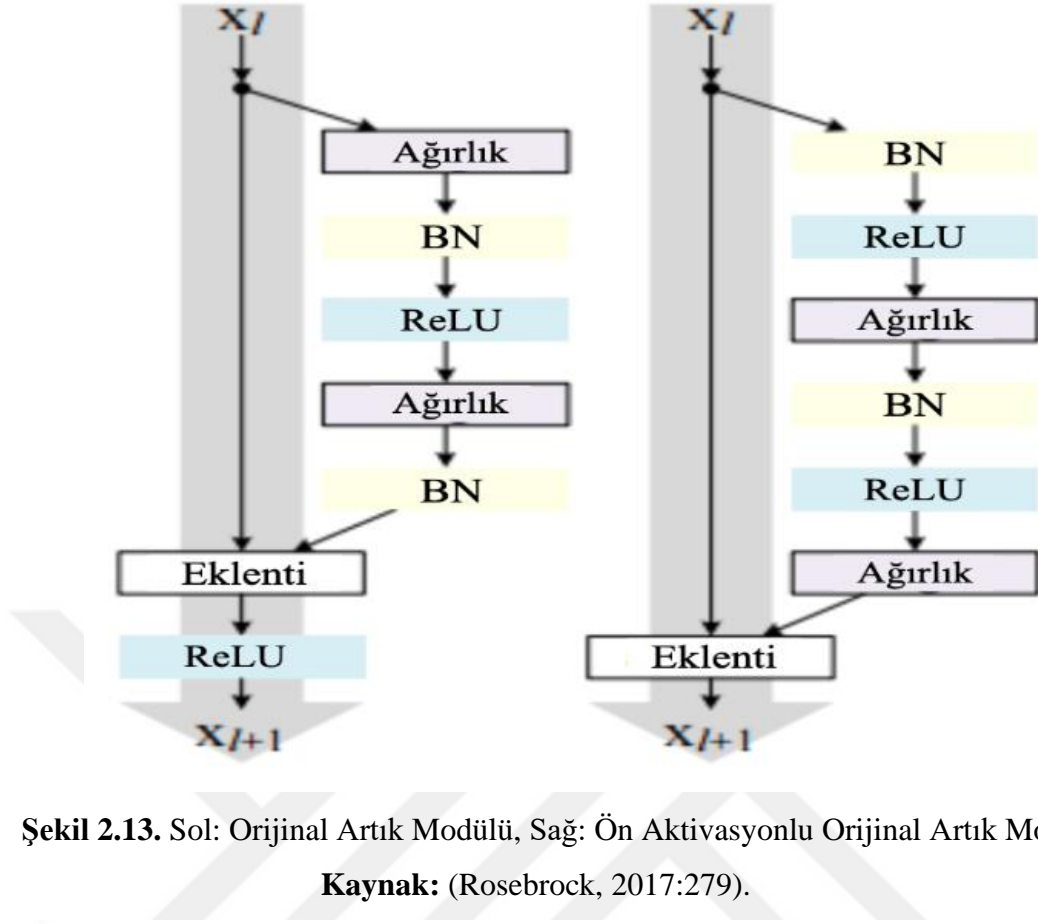 Xl
Ağırlık
BN
ReLU
Ağırlık
BN
Eklenti
ReLU
Xl+1
Xl
BN
ReLU
Ağırlık
BN
ReLU
Ağırlık
Eklenti
Xl+1
Şekil 2.13. Sol: Orijinal Artık Modülü, Sağ: Ön Aktivasyonlu Orijinal Artık
Kaynak: (Rosebrock, 2017:279).